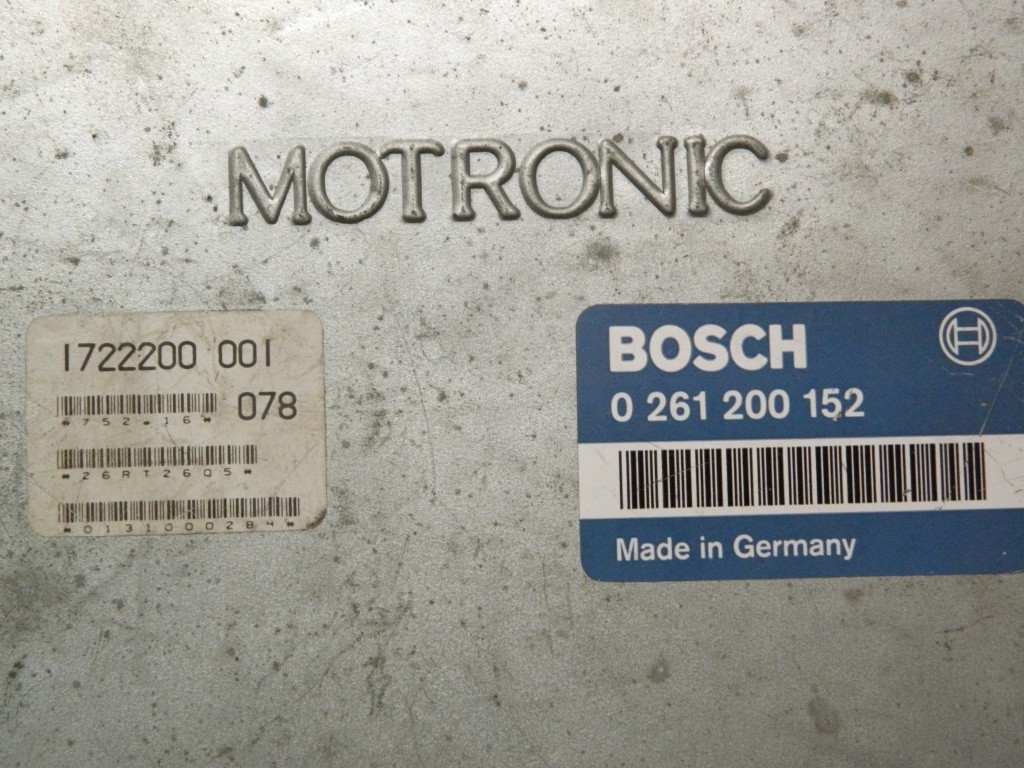 MOTRONIC
1722200 001
078
*752.16*
*26RT2605*
*0131000284*
BOSCH
0 261 200 152
Made in Germany